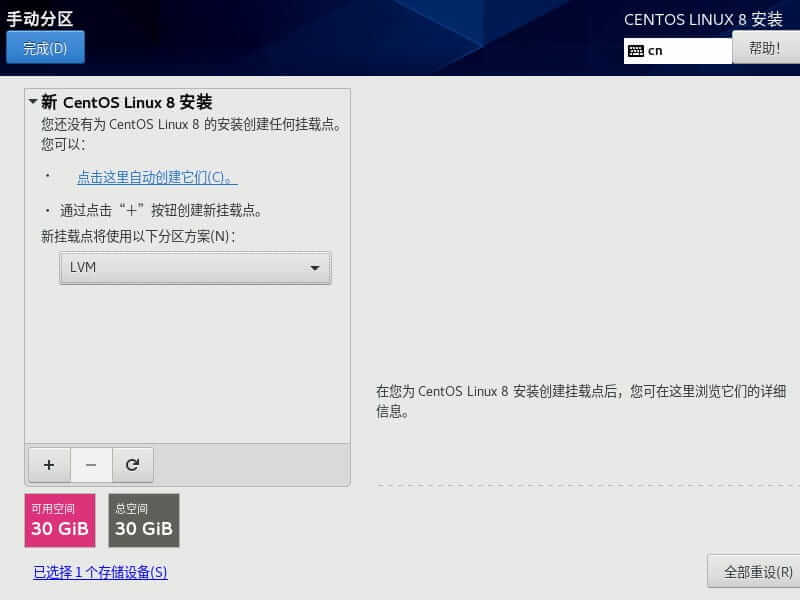 手动分区
CENTOS LINUX 8 安装
完成(D)
cn
帮助!
新 CentOS Linux 8 安装
您还没有为 CentOS Linux 8 的安装创建任何挂载点。
您可以:
• 点击这里自动创建它们(C)。
• 通过点击“+”按钮创建新挂载点。
新挂载点将使用以下分区方案(N):
LVM
在您为 CentOS Linux 8 安装创建挂载点后，您可在这里浏览它们的详细
信息。
可用空间
30 GiB
总空间
30 GiB
已选择 1 个存储设备(S)
全部重设(R)